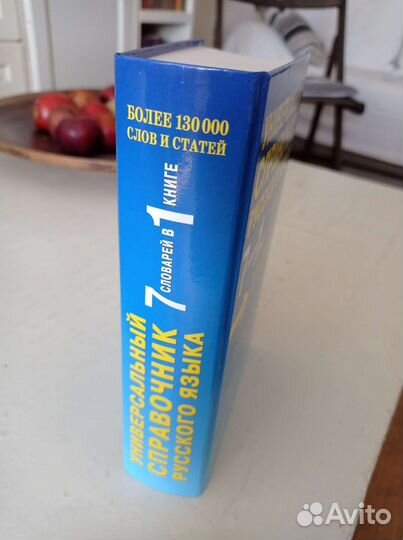 БОЛЕЕ 130 000
СЛОВ И СТАТЕЙ
7 СЛОВАРЕЙ В 1 КНИГЕ
УНИВЕРСАЛЬНЫЙ
СПРАВОЧНИК
РУССКОГО ЯЗЫКА
Avito